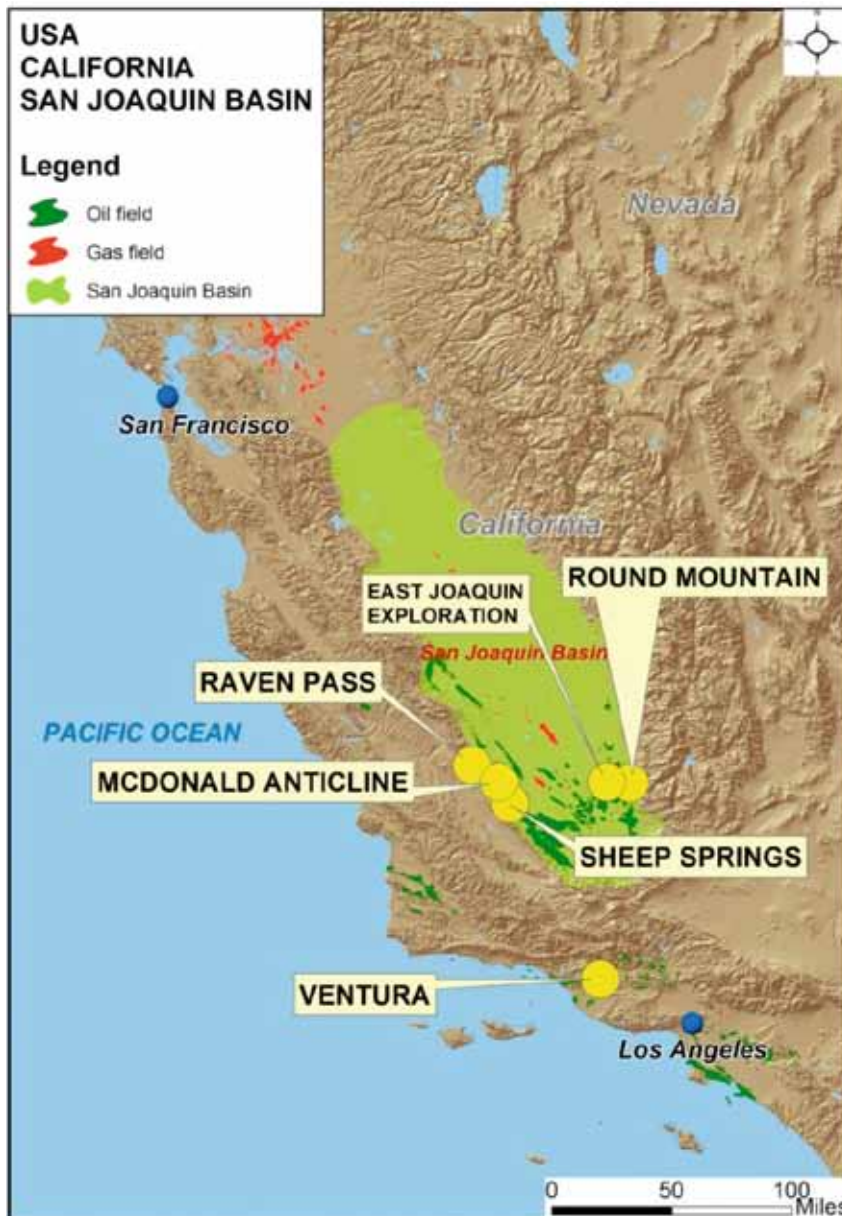 USA
CALIFORNIA
SAN JOAQUIN BASIN
Legend
Oil field
Gas field
San Joaquin Basin
Nevada
San Francisco
California
ROUND MOUNTAIN
EAST JOAQUIN
EXPLORATION
San Joaquin Basin
RAVEN PASS
PACIFIC OCEAN
MCDONALD ANTICLINE
SHEEP SPRINGS
VENTURA
Los Angeles
0 50 100
Miles